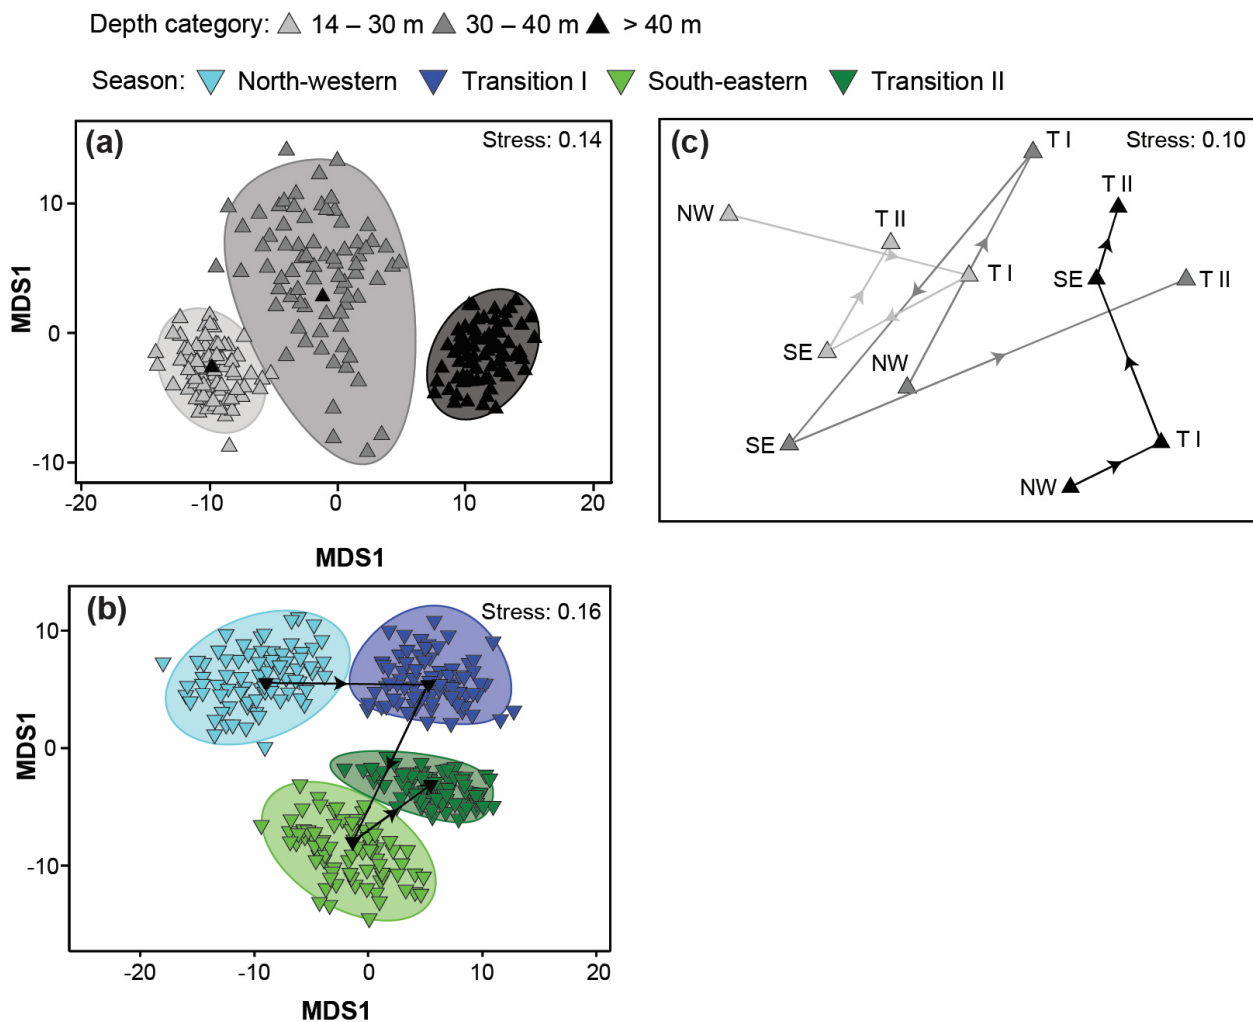 Depth category: 14 – 30 m 30 – 40 m > 40 m
Season: North-western Transition I South-eastern Transition II
(a)
Stress: 0.14
10
0
-10
MDS1
-20 -10 0 10 20
MDS1
(c)
Stress: 0.10
T I
T II
NW
T II
T I
SE
T II
SE
NW
SE
T I
NW
(b)
Stress: 0.16
10
0
-10
MDS1
-20 -10 0 10 20
MDS1